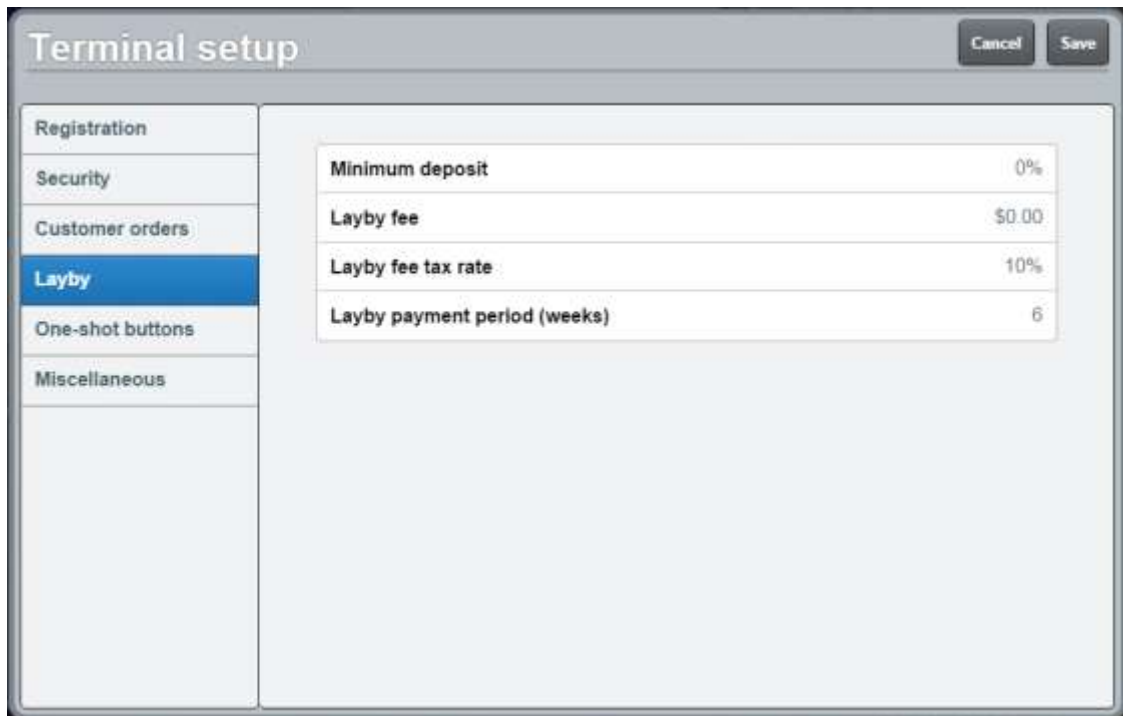 Terminal setup
Cancel
Save
Registration
Security
Customer orders
Layby
One-shot buttons
Miscellaneous
Minimum deposit 0%
Layby fee $0.00
Layby fee tax rate 10%
Layby payment period (weeks) 6